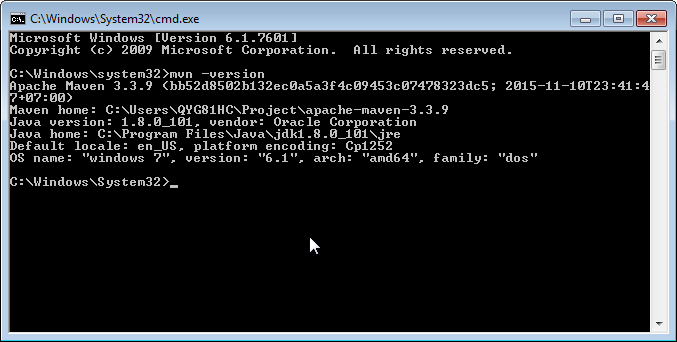 C:\Windows\System32\cmd.exe
Microsoft Windows [Version 6.1.7601]
Copyright (c) 2009 Microsoft Corporation.  All rights reserved.
C:\Windows\system32>mvn -version
Apache Maven 3.3.9 (bb52d8502b132ec0a5a3f4c09453c07478323dc5; 2015-11-10T23:41:4
7+07:00)
Maven home: C:\Users\QYG81HC\Project\apache-maven-3.3.9
Java version: 1.8.0_101, vendor: Oracle Corporation
Java home: C:\Program Files\Java\jdk1.8.0_101\jre
Default locale: en_US, platform encoding: Cp1252
OS name: "windows 7", version: "6.1", arch: "amd64", family: "dos"
C:\Windows\System32>_